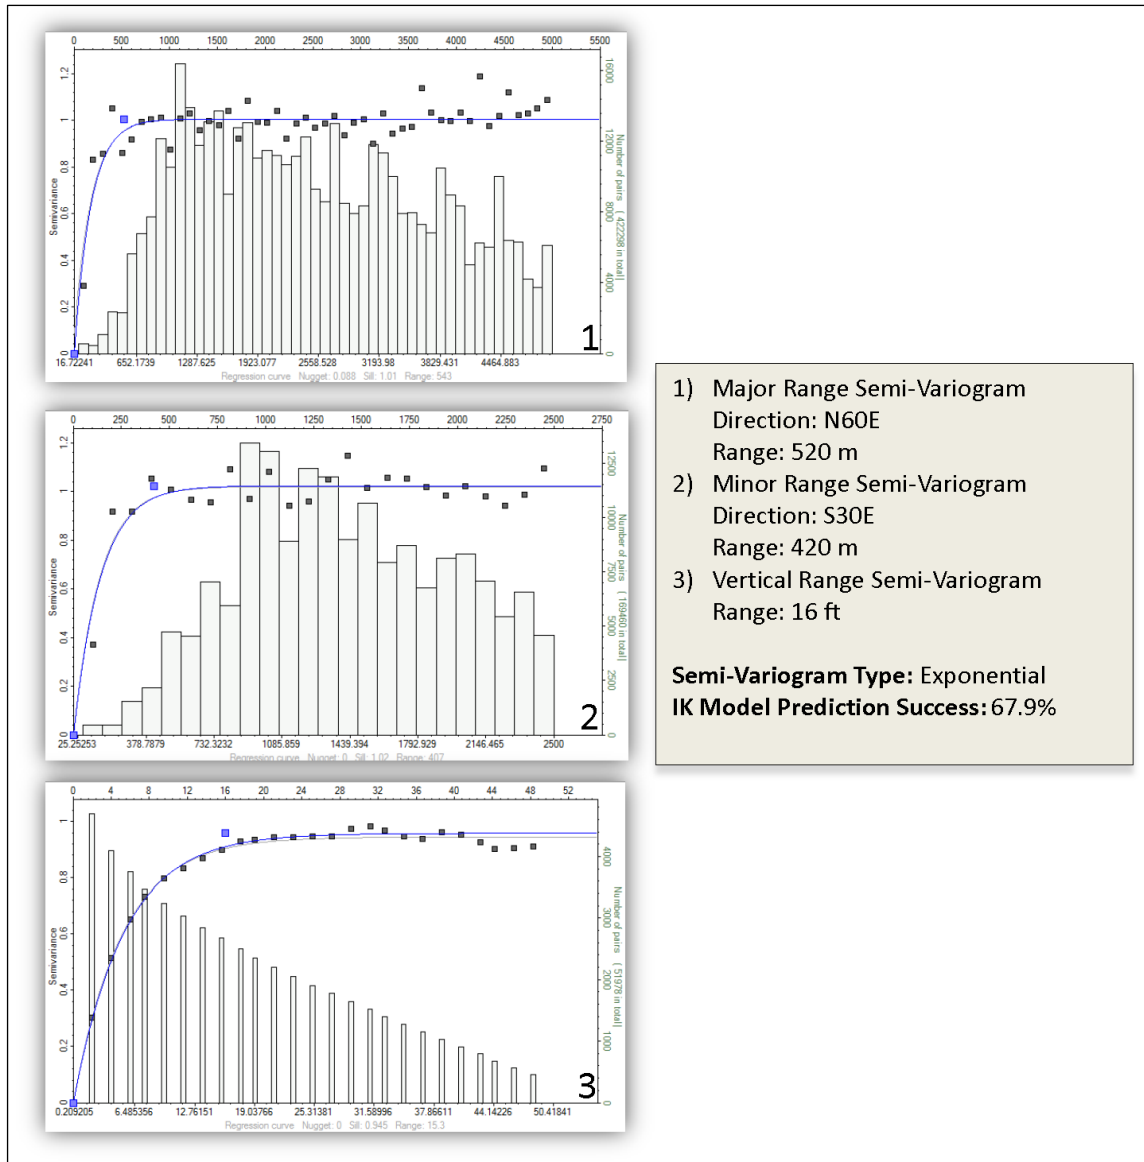 0 500 1000 1500 2000 2500 3000 3500 4000 4500 5000 5500
1.2
1
0.8
0.6
0.4
0.2
0
Semivariance
16000
12000
8000
4000
0
Number of pairs ( 422298 in total)
1
16.72241 652.1739 1287.625 1923.077 2558.528 3193.98 3829.431 4464.883
Regression curve Nugget: 0.088 Sill: 1.01 Range: 543
0 250 500 750 1000 1250 1500 1750 2000 2250 2500 2750
1.2
1
0.8
0.6
0.4
0.2
0
Semivariance
12500
10000
7500
5000
2500
0
Number of pairs ( 169460 in total)
2
25.25253 378.7879 732.3232 1085.859 1439.394 1792.929 2146.465 2500
Regression curve Nugget: 0 Sill: 1.02 Range: 407
0 4 8 12 16 20 24 28 32 36 40 44 48 52
1
0.8
0.6
0.4
0.2
0
Semivariance
4000
3000
2000
1000
0
Number of pairs ( 51978 in total)
3
0.209205 6.485356 12.76151 19.03766 25.31381 31.58996 37.86611 44.14226 50.41841
Regression curve Nugget: 0 Sill: 0.945 Range: 15.3
1) Major Range Semi-Variogram
Direction: N60E
Range: 520 m
2) Minor Range Semi-Variogram
Direction: S30E
Range: 420 m
3) Vertical Range Semi-Variogram
Range: 16 ft
Semi-Variogram Type: Exponential
IK Model Prediction Success: 67.9%